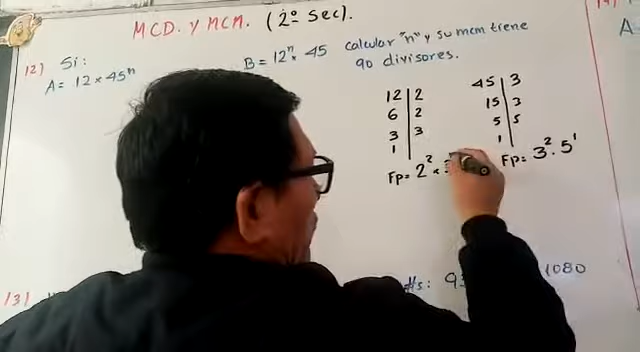 MCD. y MCM. (2º Sec).
12) Si:
A = 12 × 45ⁿ
B = 12ⁿ × 45 calcular "n" y su mcm tiene
90 divisores.
12 | 2
6 | 2
3 | 3
1
Fp = 2² ×
45 | 3
15 | 3
5 | 5
1
Fp = 3² . 5¹
13)
#s: 9
1080
A